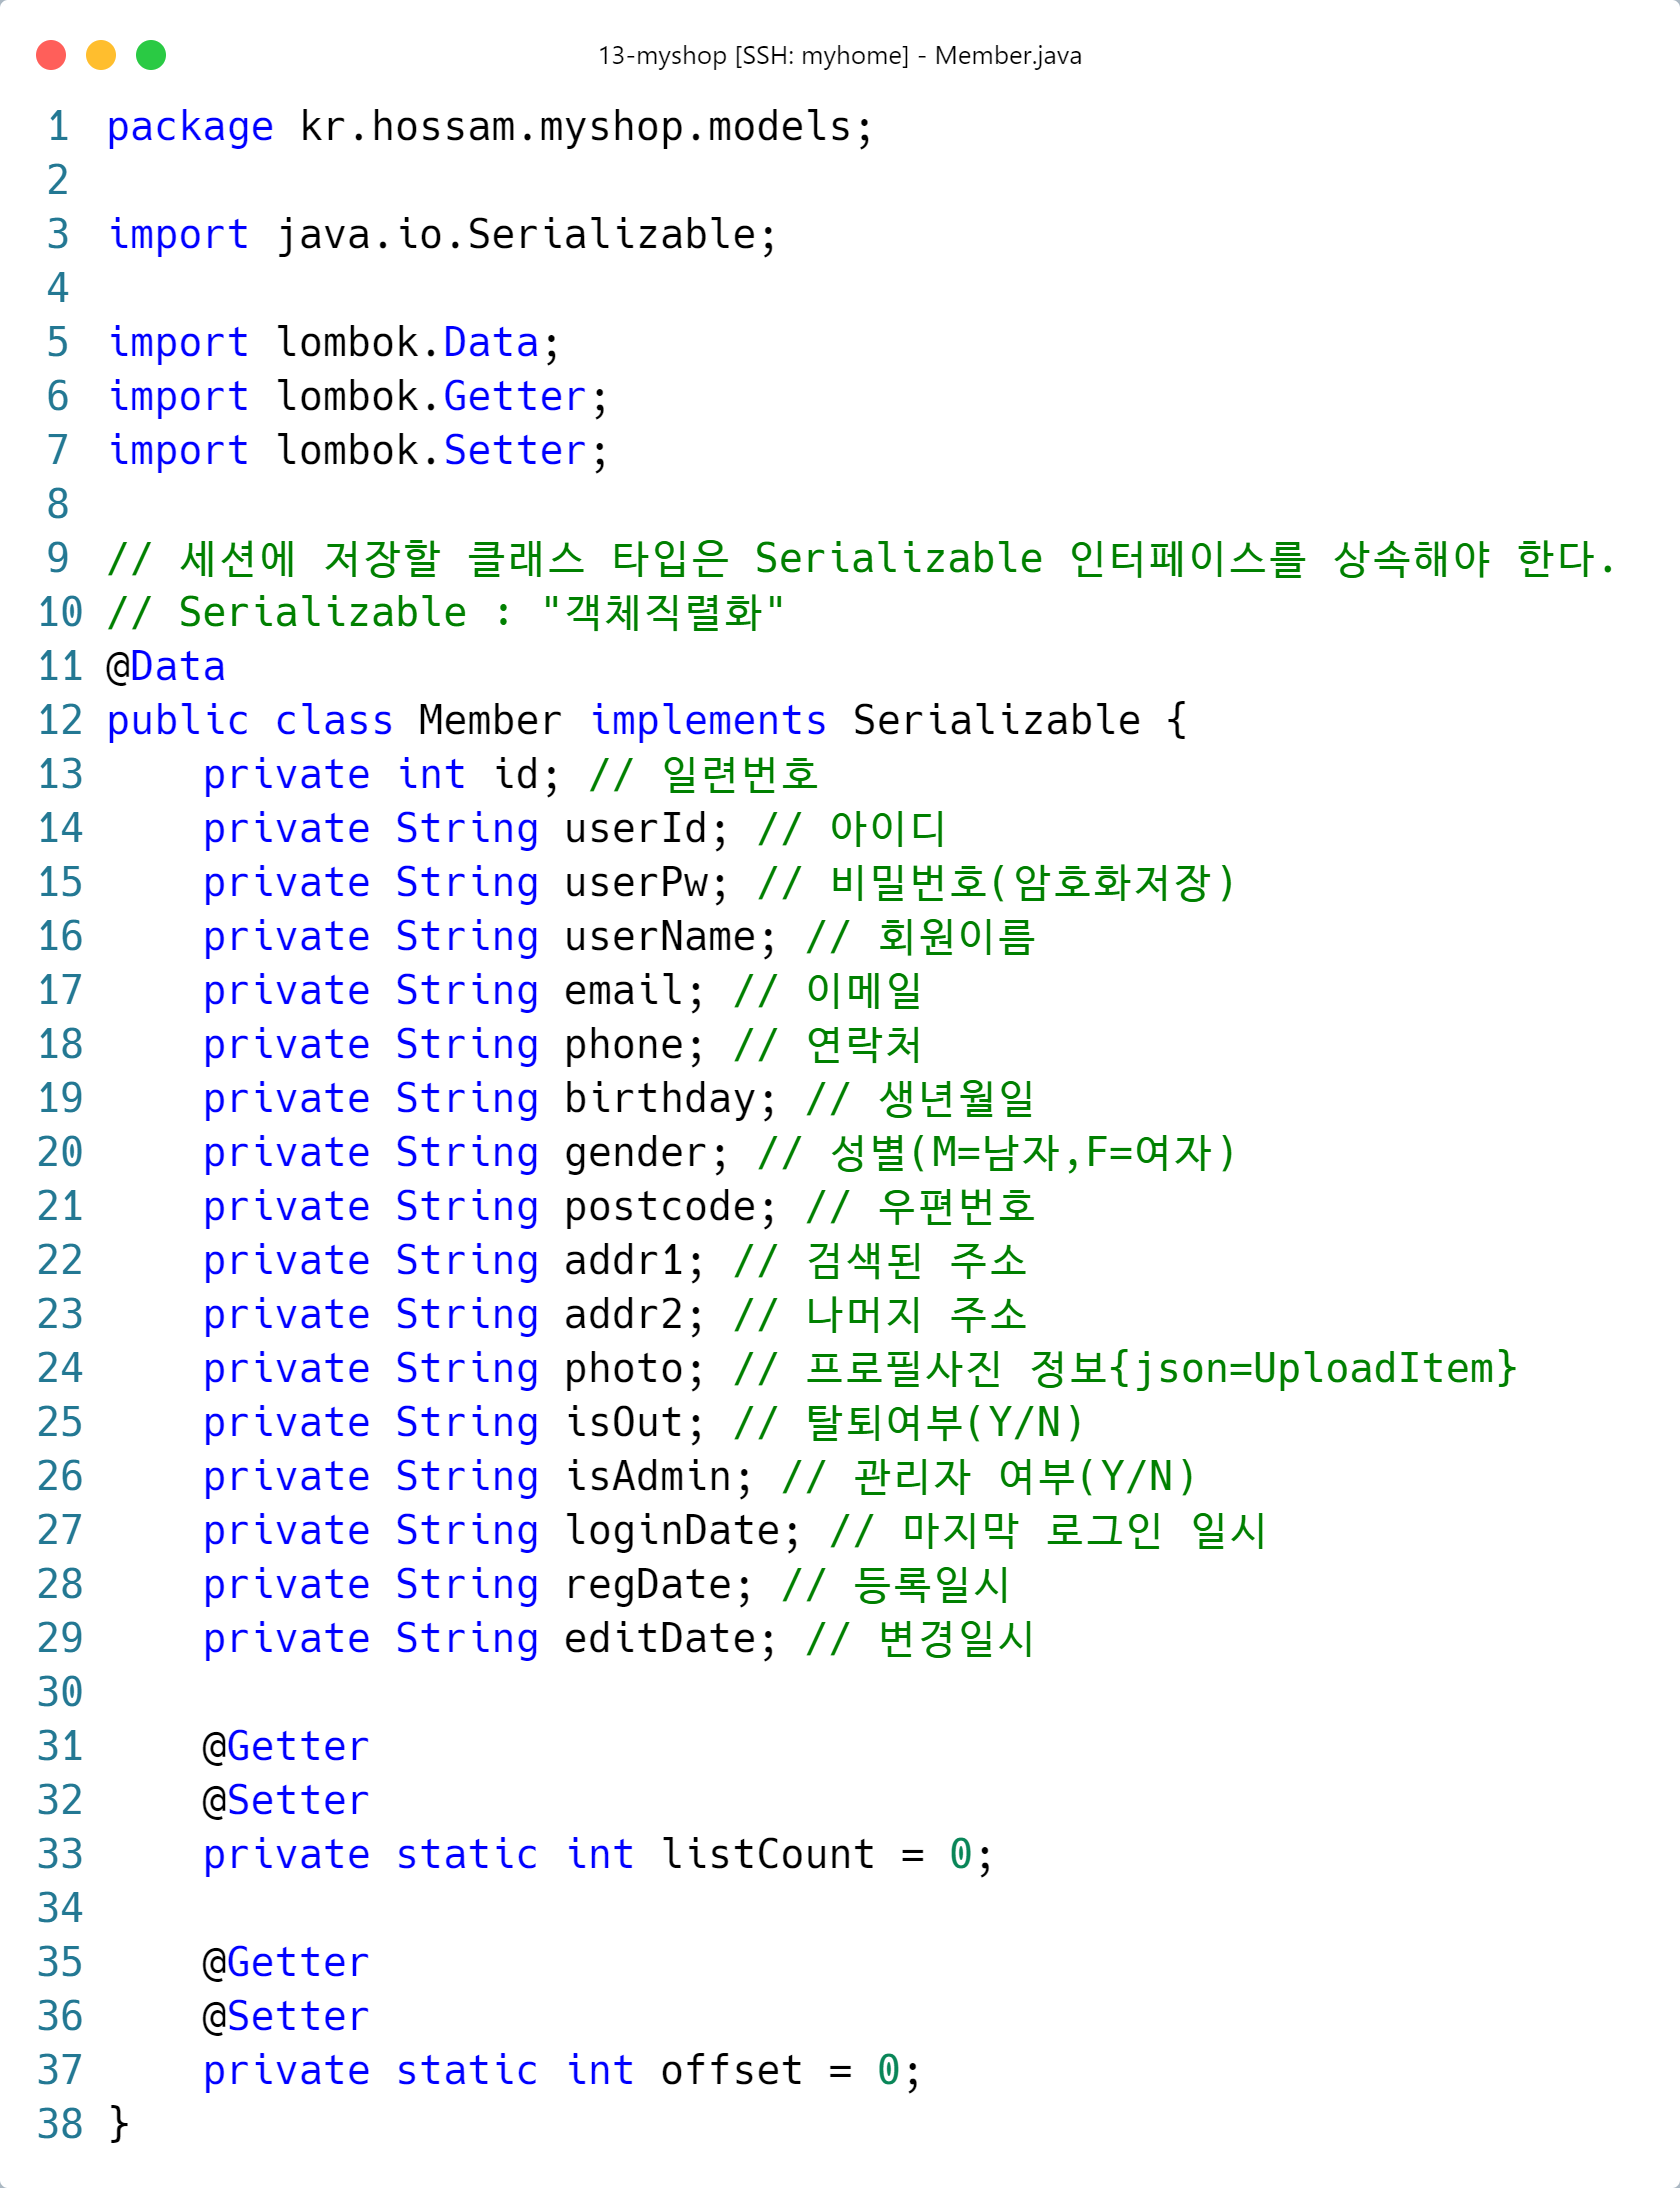 13-myshop [SSH: myhome] - Member.java
1 package kr.hossam.myshop.models;
2
3 import java.io.Serializable;
4
5 import lombok.Data;
6 import lombok.Getter;
7 import lombok.Setter;
8
9 // 세션에 저장할 클래스 타입은 Serializable 인터페이스를 상속해야 한다.
10 // Serializable : "객체직렬화"
11 @Data
12 public class Member implements Serializable {
13     private int id; // 일련번호
14     private String userId; // 아이디
15     private String userPw; // 비밀번호(암호화저장)
16     private String userName; // 회원이름
17     private String email; // 이메일
18     private String phone; // 연락처
19     private String birthday; // 생년월일
20     private String gender; // 성별(M=남자,F=여자)
21     private String postcode; // 우편번호
22     private String addr1; // 검색된 주소
23     private String addr2; // 나머지 주소
24     private String photo; // 프로필사진 정보{json=UploadItem}
25     private String isOut; // 탈퇴여부(Y/N)
26     private String isAdmin; // 관리자 여부(Y/N)
27     private String loginDate; // 마지막 로그인 일시
28     private String regDate; // 등록일시
29     private String editDate; // 변경일시
30
31     @Getter
32     @Setter
33     private static int listCount = 0;
34
35     @Getter
36     @Setter
37     private static int offset = 0;
38 }